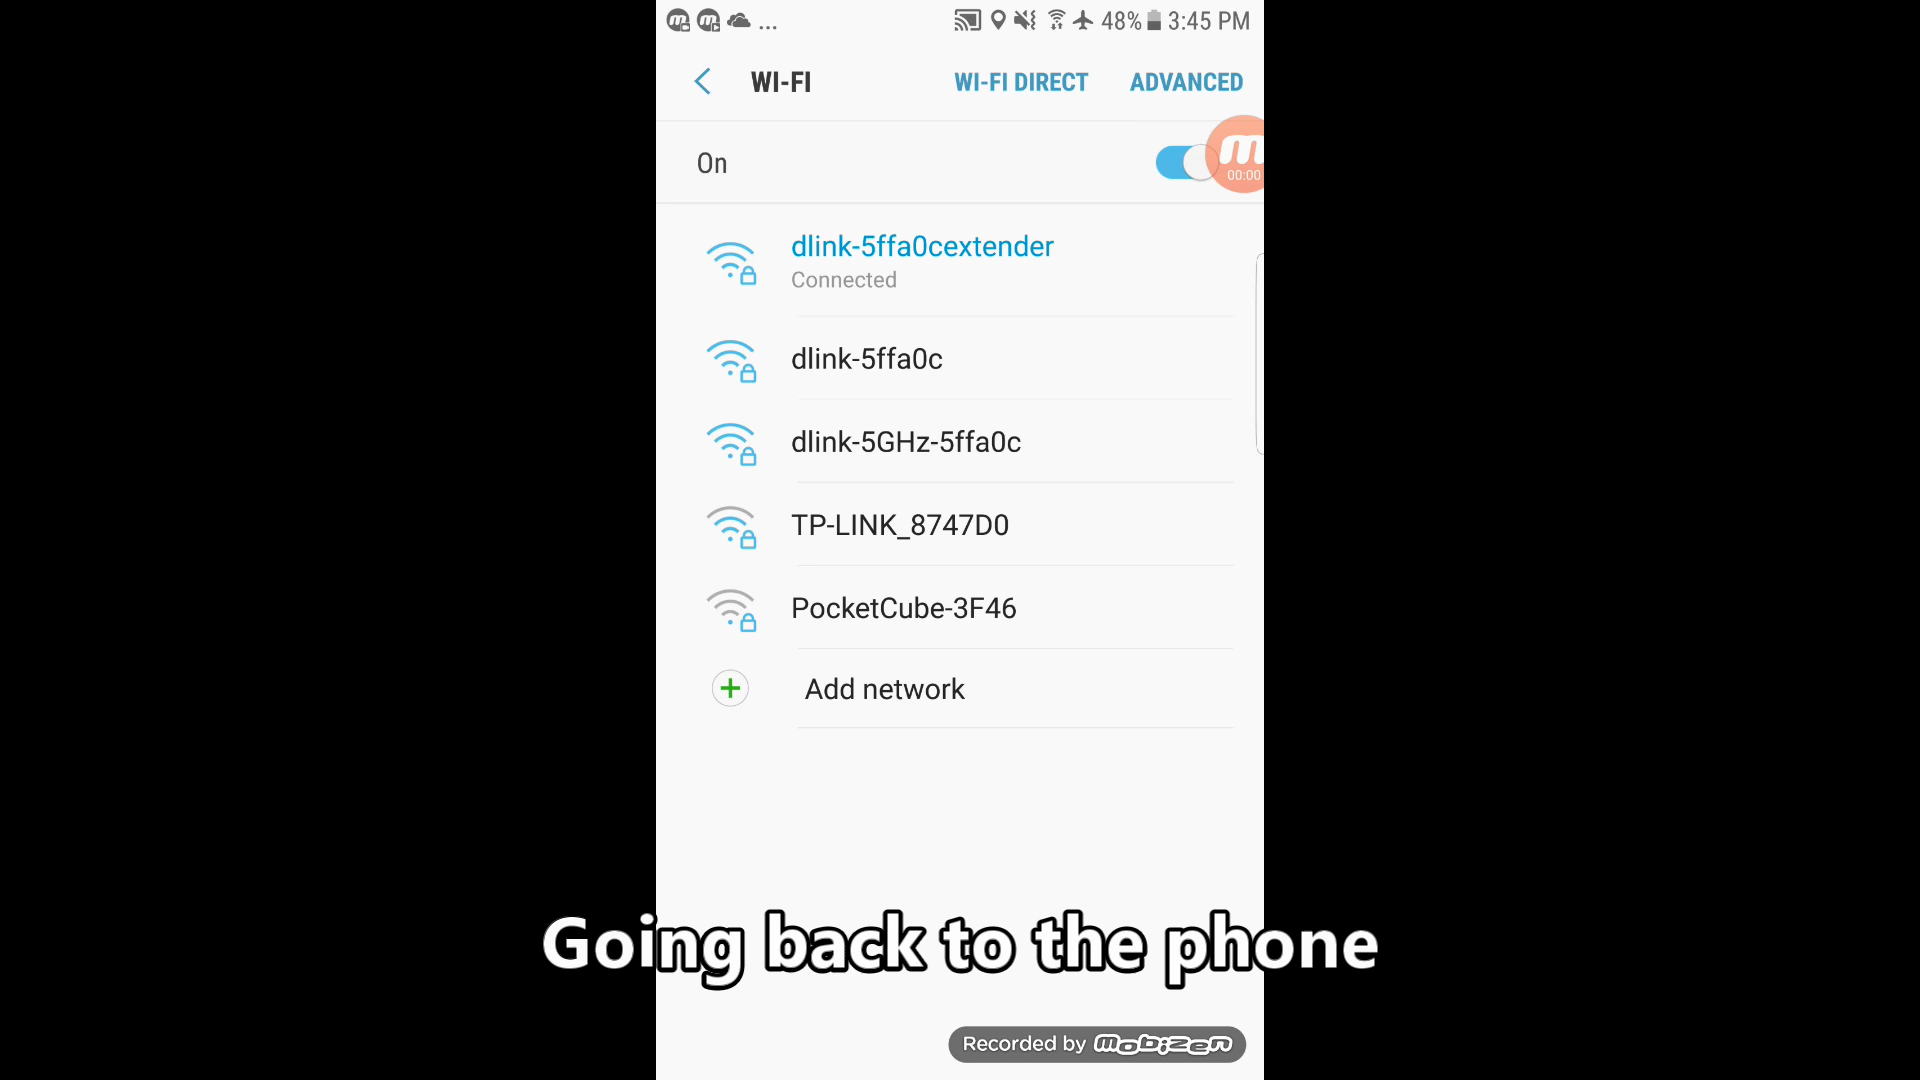 ... 48% 3:45 PM
WI-FI WI-FI DIRECT ADVANCED
On
00:00
dlink-5ffa0cextender
Connected
dlink-5ffa0c
dlink-5GHz-5ffa0c
TP-LINK_8747D0
PocketCube-3F46
Add network
Going back to the phone
Recorded by mobizen